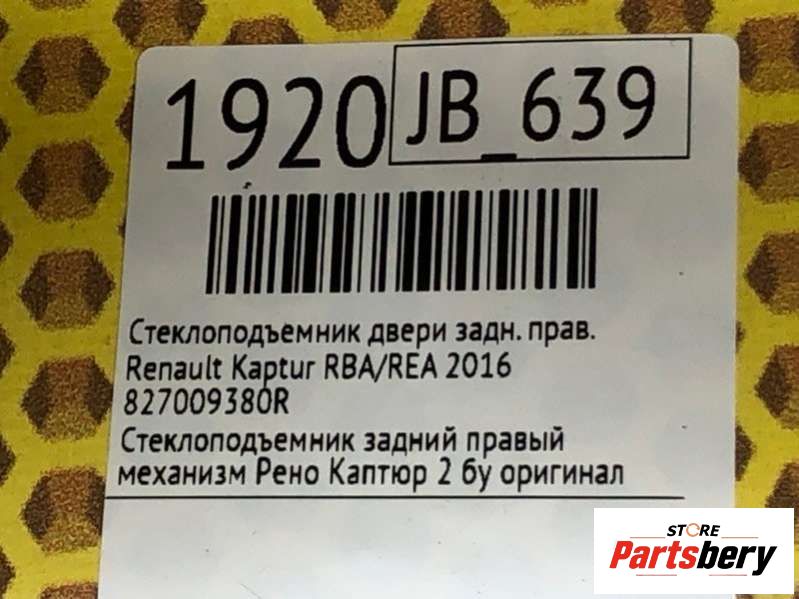 1920 JB_639
Стеклоподъемник двери задн. прав.
Renault Kaptur RBA/REA 2016
827009380R
Стеклоподъемник задний правый
механизм Рено Каптюр 2 бу оригинал
STORE
Partsbery